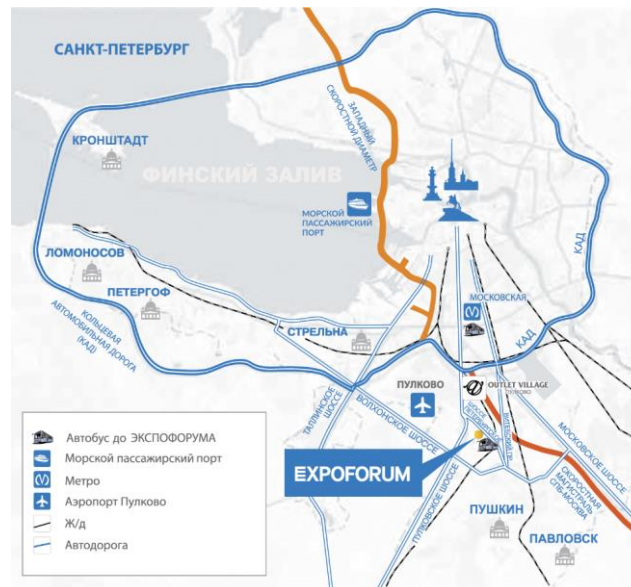 САНКТ-ПЕТЕРБУРГ
ЗАПАДНЫЙ
СКОРОСТНОЙ ДИАМЕТР
КРОНШТАДТ
ФИНСКИЙ ЗАЛИВ
МОРСКОЙ
ПАССАЖИРСКИЙ
ПОРТ
КАД
ЛОМОНОСОВ
ПЕТЕРГОФ
КОЛЬЦЕВАЯ
АВТОМОБИЛЬНАЯ ДОРОГА
(КАД)
СТРЕЛЬНА
МОСКОВСКАЯ
КАД
ПУЛКОВО
OUTLET VILLAGE
ПУЛКОВО
ТАЛЛИНСКОЕ
ШОССЕ
ВОЛХОНСКОЕ ШОССЕ
МОСКОВСКОЕ ШОССЕ
СКОРОСТНАЯ
МАГИСТРАЛЬ
СПБ-МОСКВА
EXPOFORUM
ПУЛКОВСКОЕ ШОССЕ
ПУШКИН
ПАВЛОВСК
Автобус до ЭКСПОФОРУМА
Морской пассажирский порт
Метро
Аэропорт Пулково
Ж/д
Автодорога